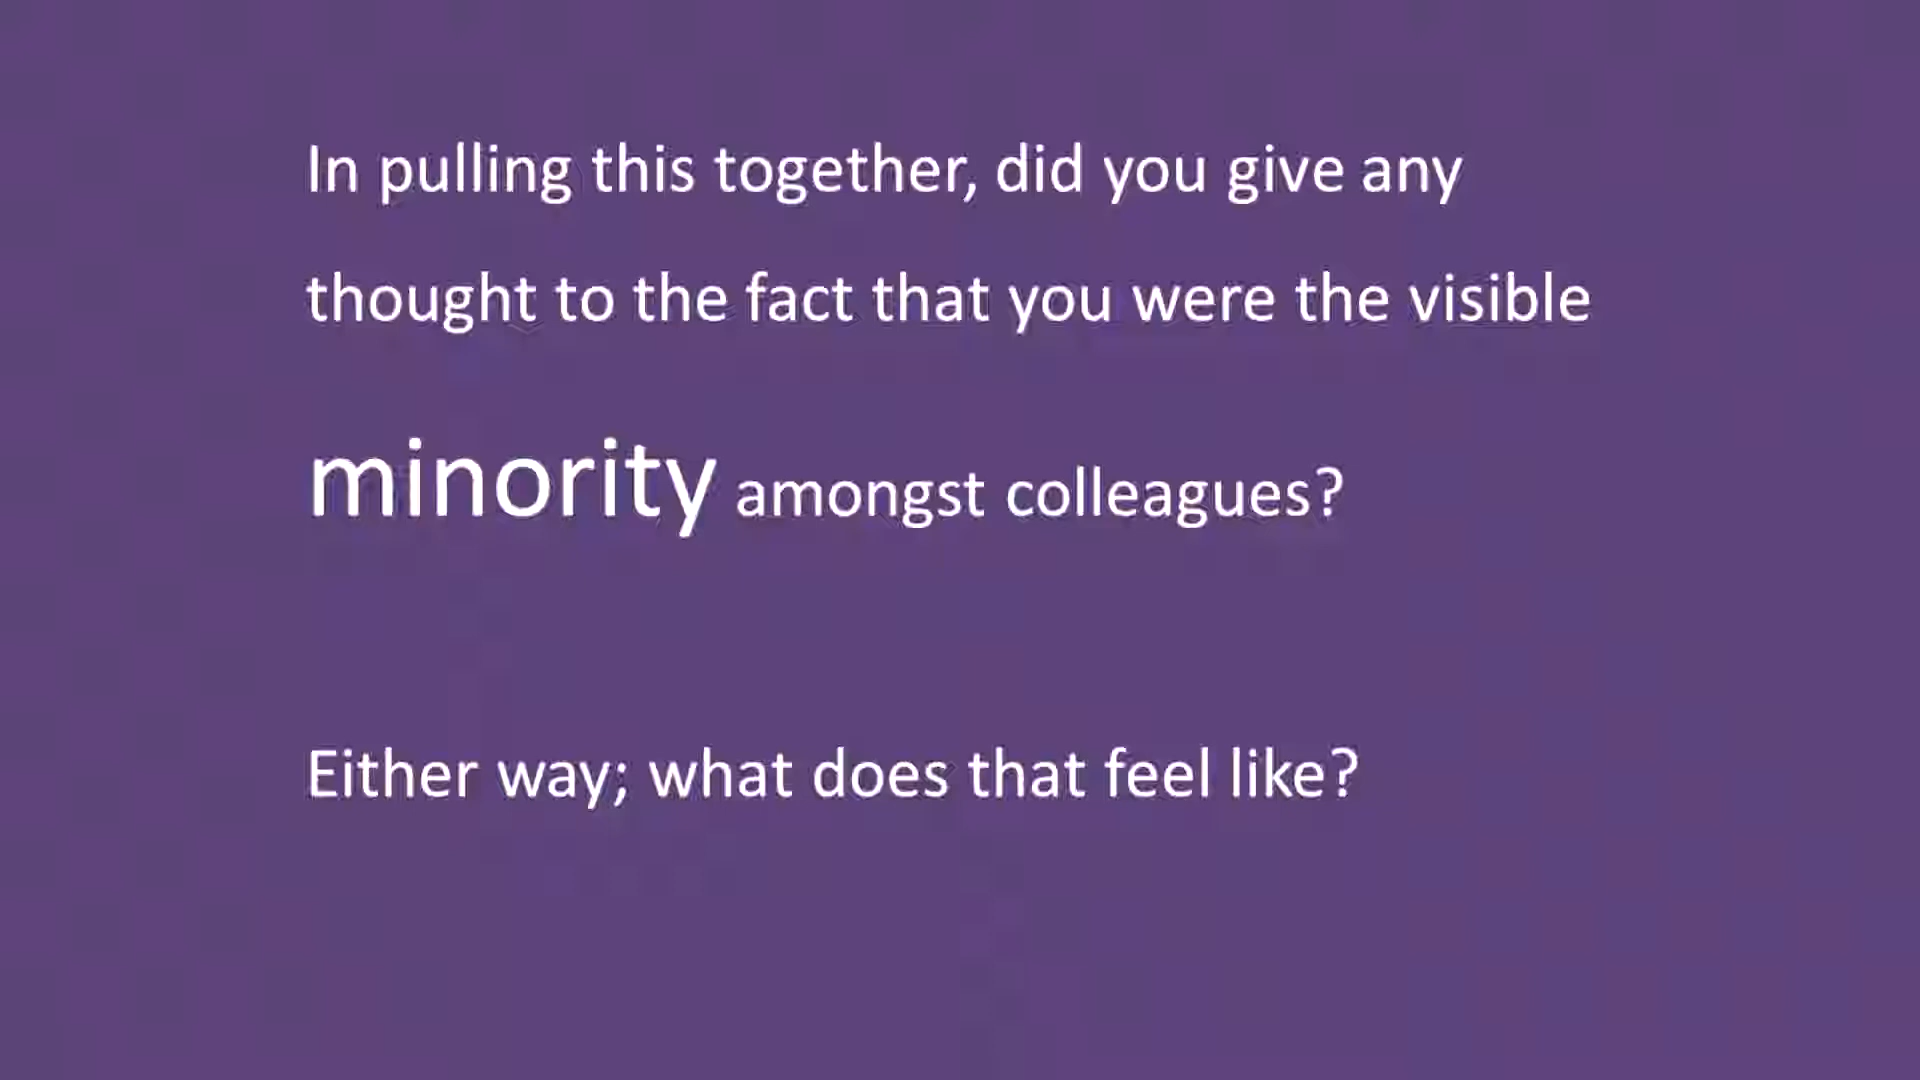 In pulling this together, did you give any
thought to the fact that you were the visible
minority amongst colleagues?
Either way; what does that feel like?